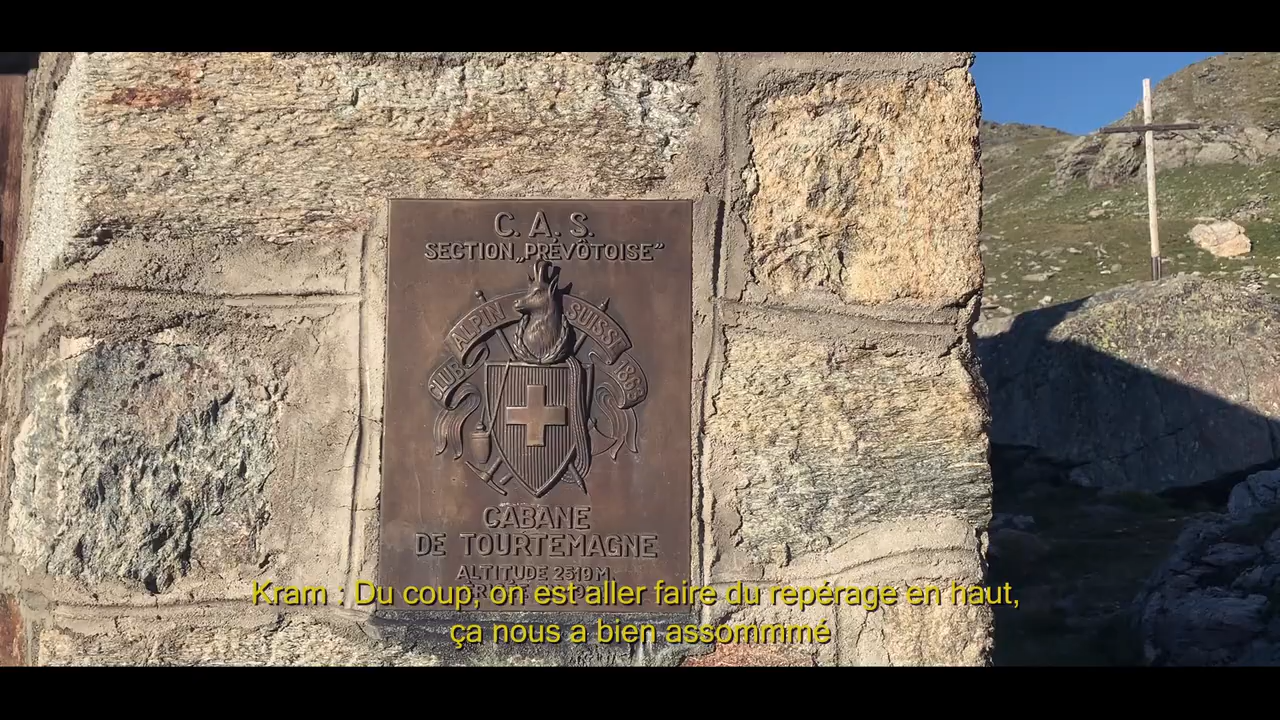 C. A. S.
SECTION „PRÉVÔTOISE”
CLUB ALPIN SUISSE 1863
CABANE
DE TOURTEMAGNE
ALTITUDE 2519 M
Kram : Du coup, on est aller faire du repérage en haut,
ça nous a bien assommmé